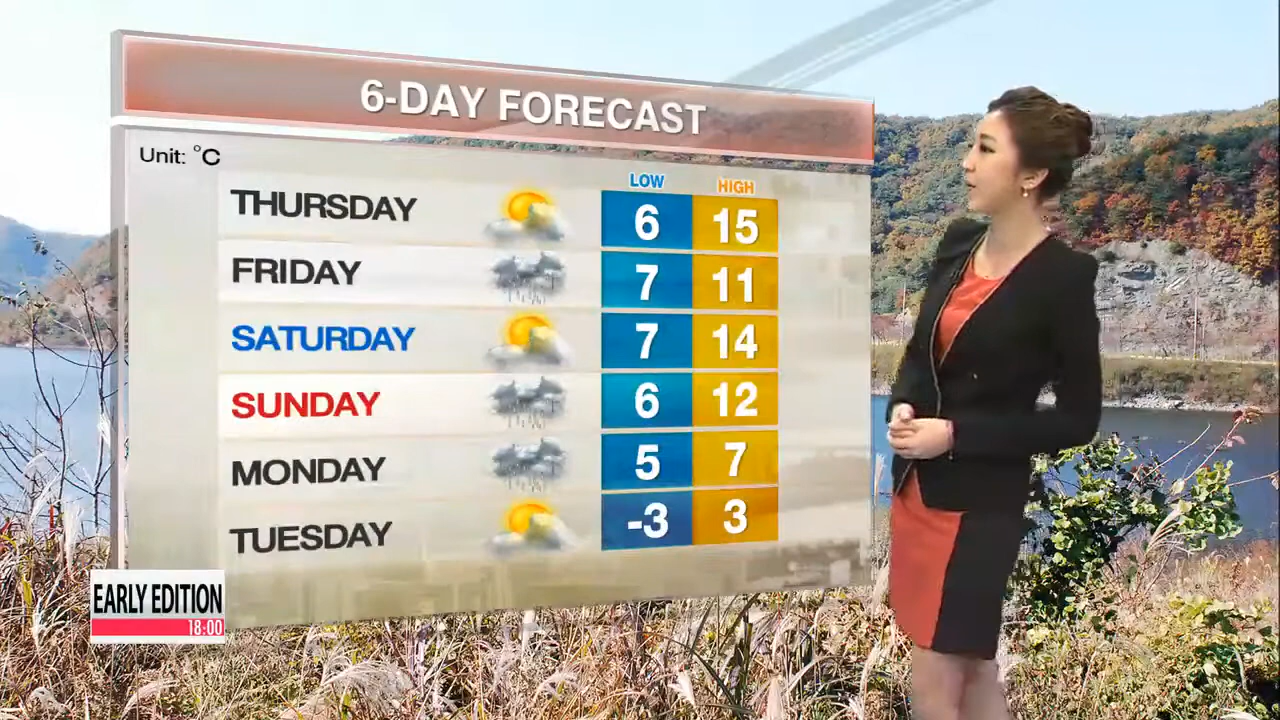 6-DAY FORECAST
Unit: °C
LOW HIGH
THURSDAY 6 15
FRIDAY 7 11
SATURDAY 7 14
SUNDAY 6 12
MONDAY 5 7
TUESDAY -3 3
EARLY EDITION
18:00